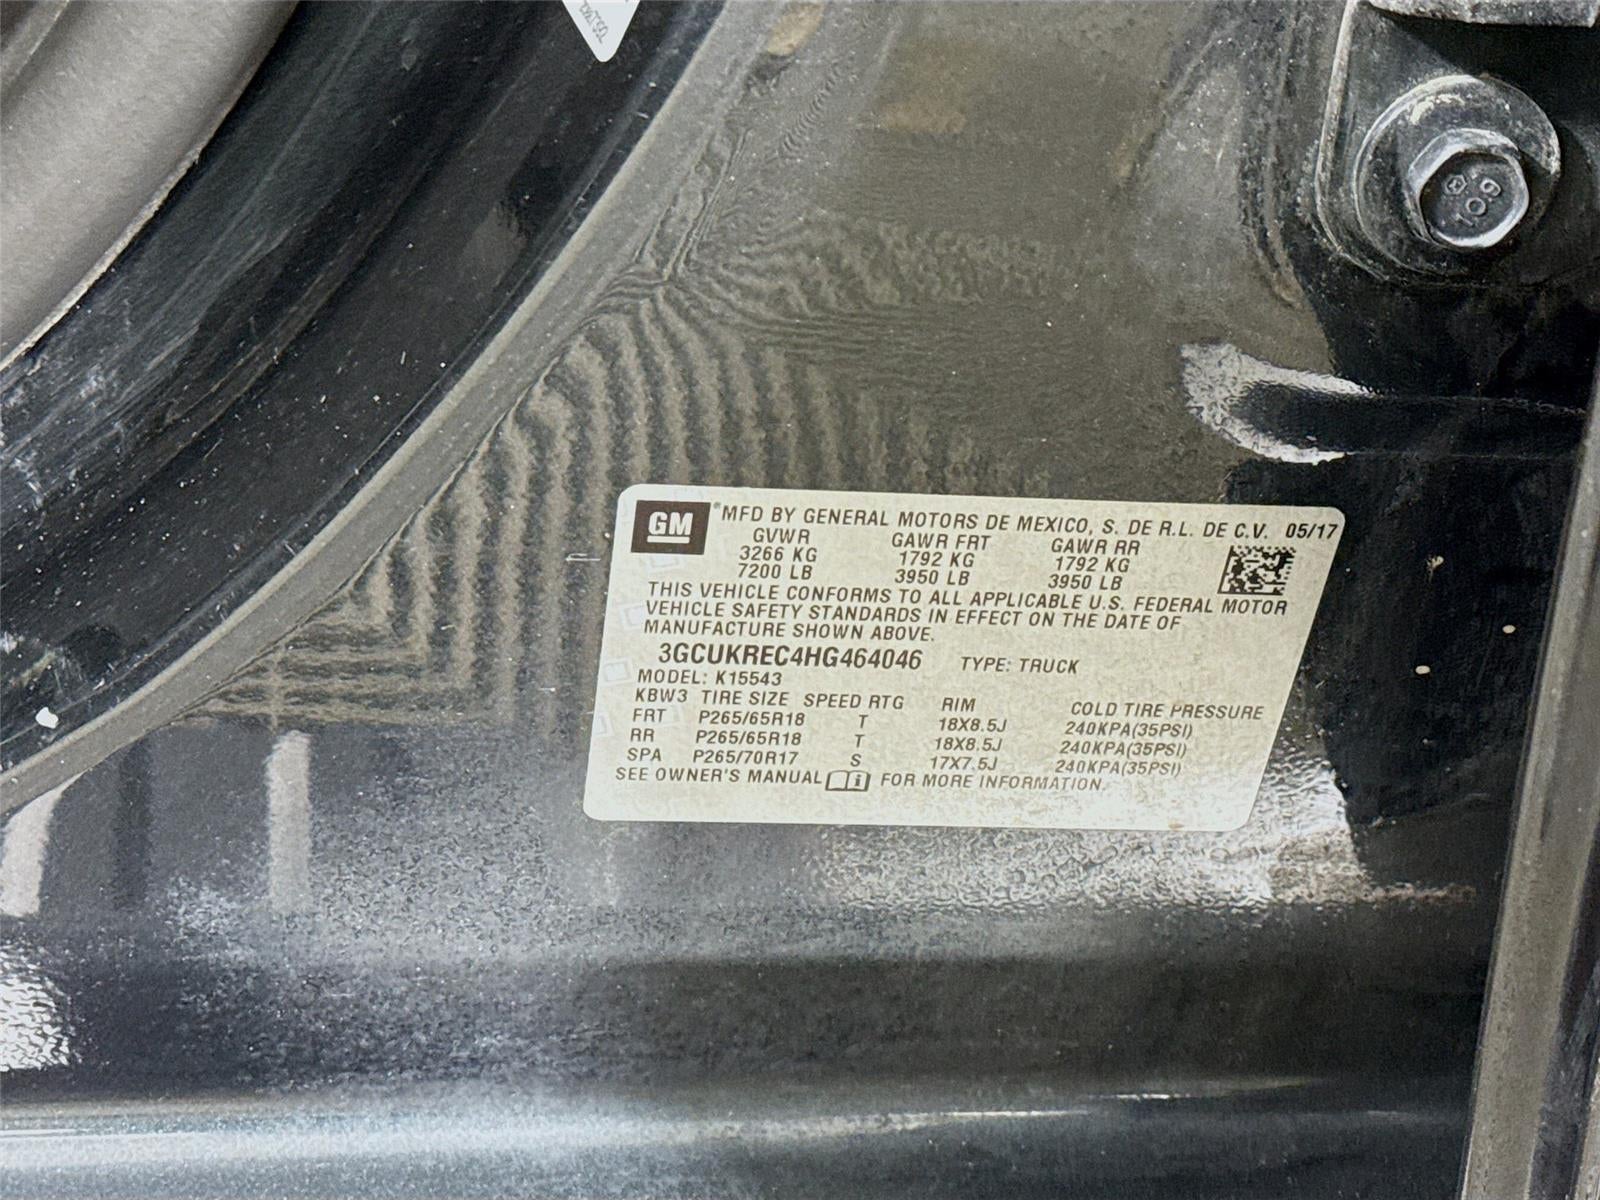 GM ® MFD BY GENERAL MOTORS DE MEXICO, S. DE R.L. DE C.V. 05/17
GVWR GAWR FRT GAWR RR
3266 KG 1792 KG 1792 KG
7200 LB 3950 LB 3950 LB
THIS VEHICLE CONFORMS TO ALL APPLICABLE U.S. FEDERAL MOTOR
VEHICLE SAFETY STANDARDS IN EFFECT ON THE DATE OF
MANUFACTURE SHOWN ABOVE.
3GCUKREC4HG464046 TYPE: TRUCK
MODEL: K15543
KBW3 TIRE SIZE SPEED RTG RIM COLD TIRE PRESSURE
FRT P265/65R18 T 18X8.5J 240KPA(35PSI)
RR P265/65R18 T 18X8.5J 240KPA(35PSI)
SPA P265/70R17 S 17X7.5J 240KPA(35PSI)
SEE OWNER'S MANUAL FOR MORE INFORMATION.
109